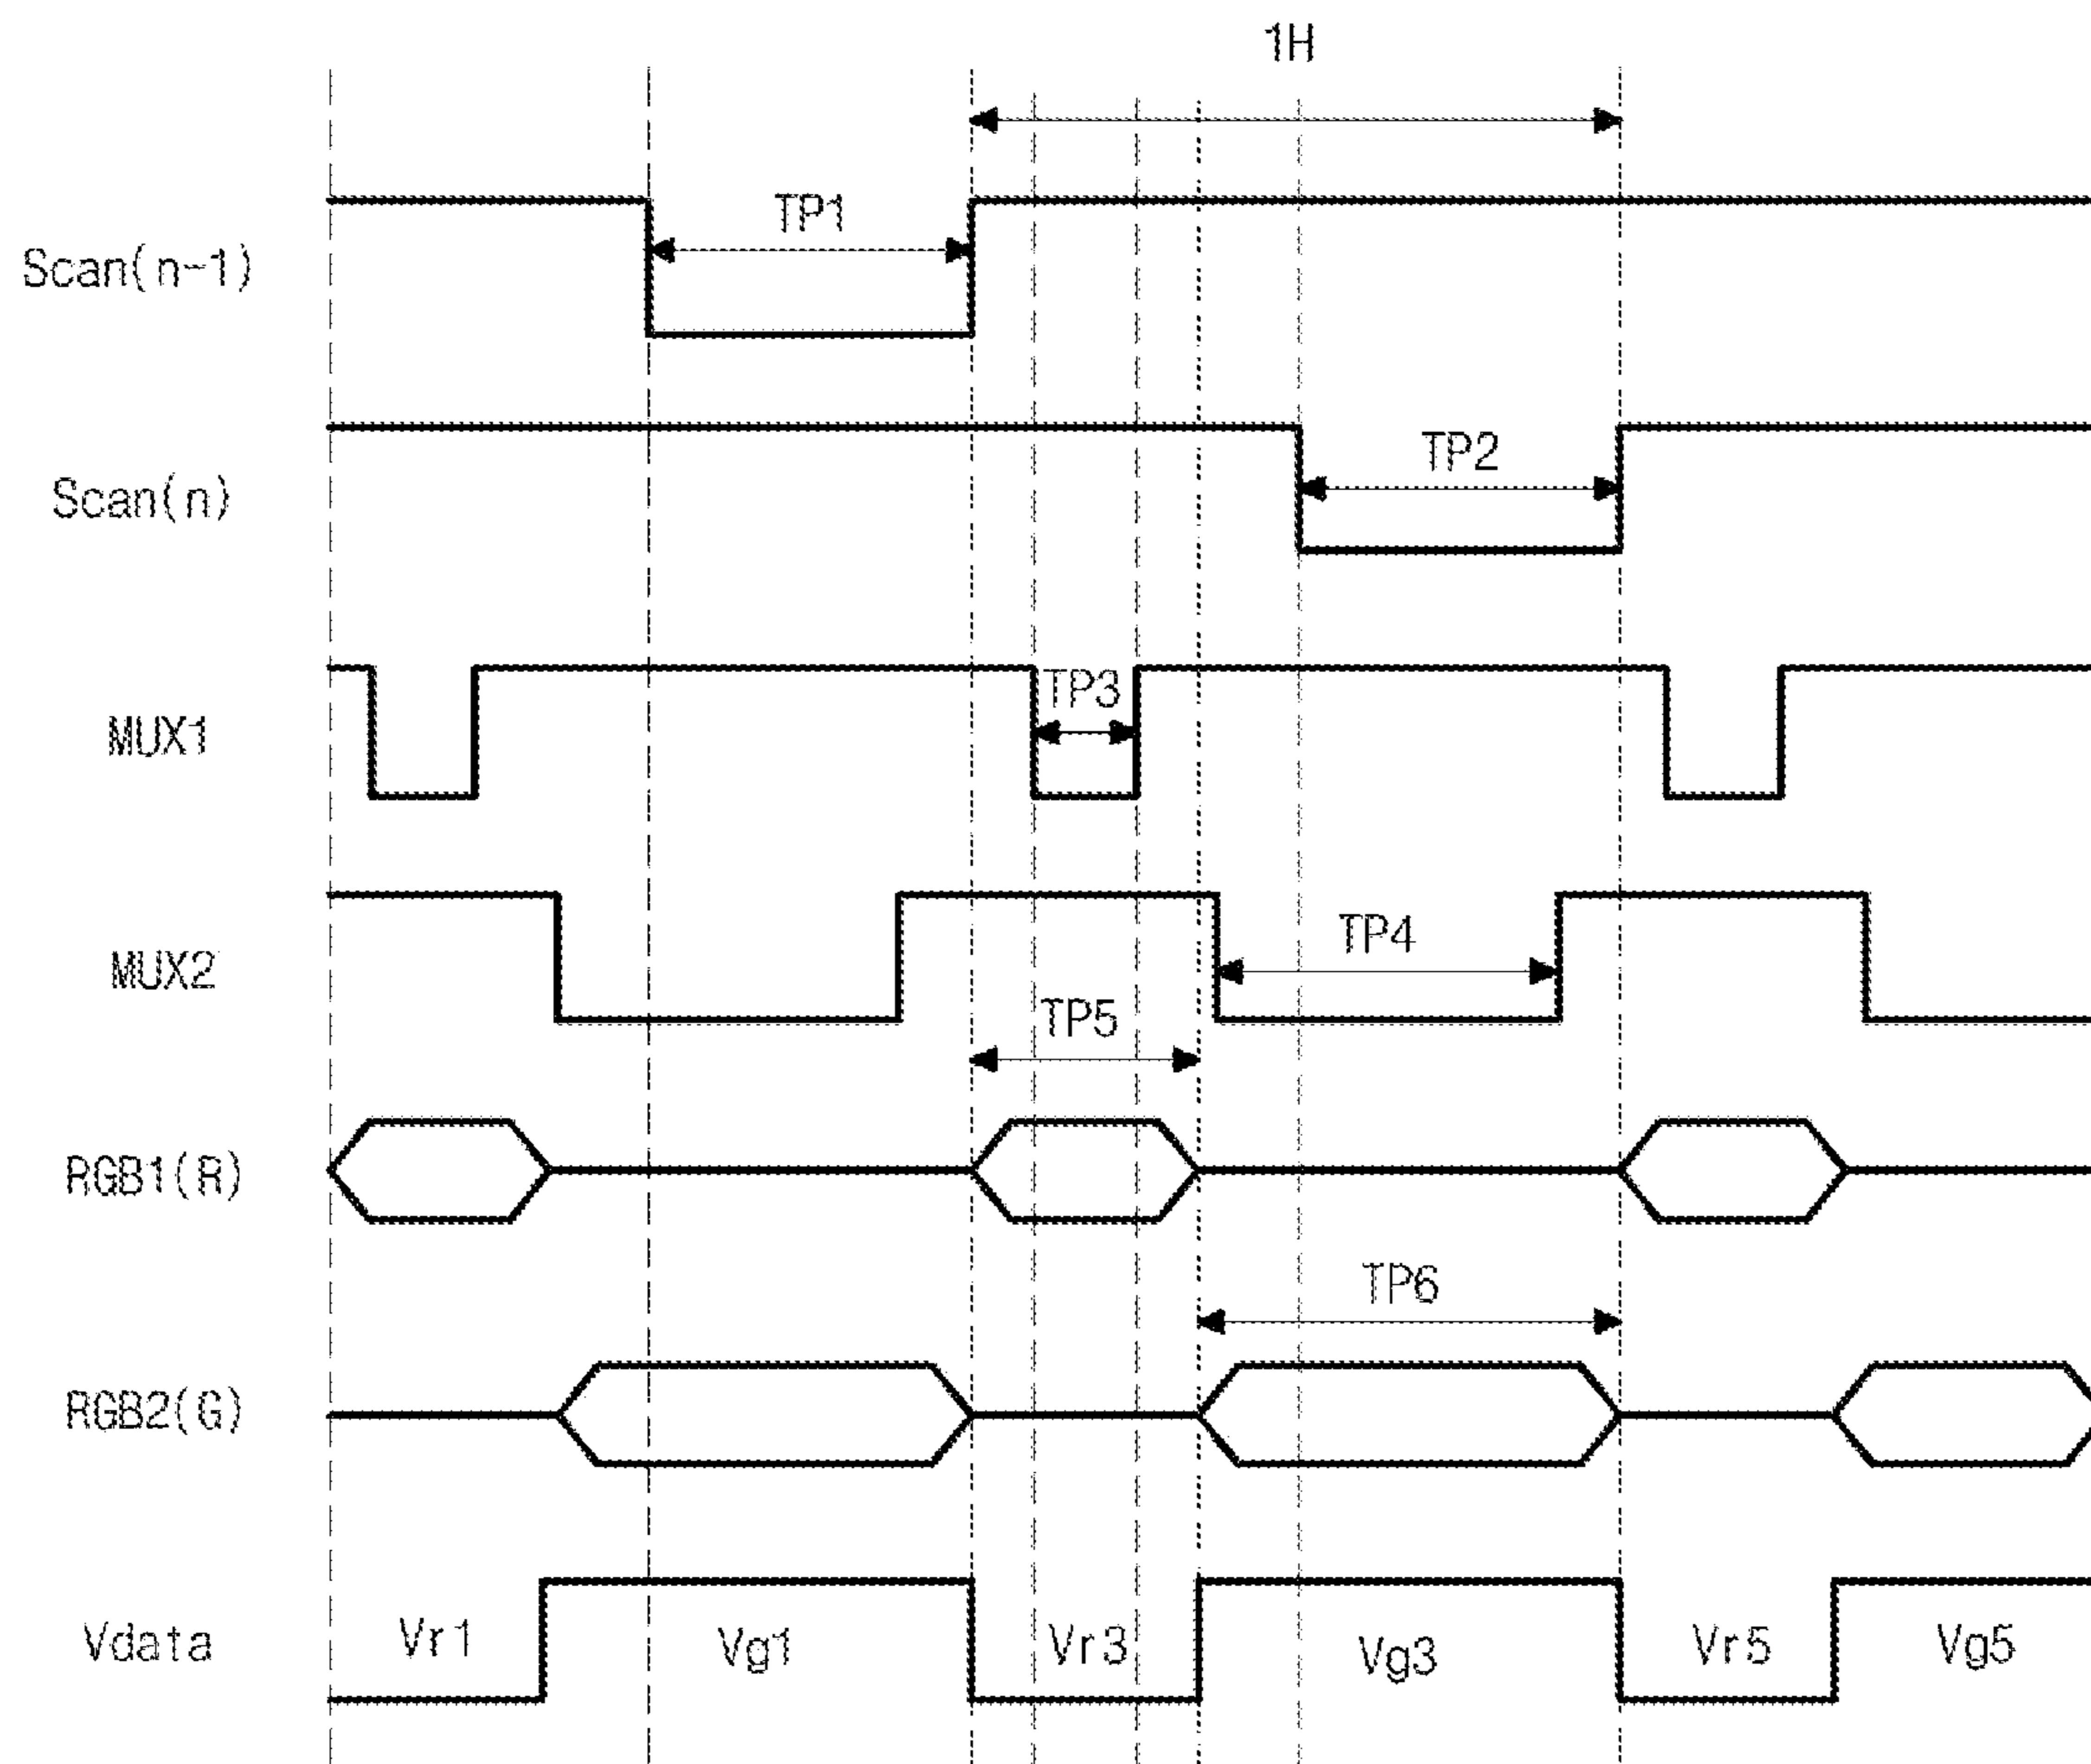 1H
TP1
Scan(n-1)
TP2
Scan(n)
TP3
MUX1
TP4
MUX2
TP5
RGB1(R)
TP6
RGB2(G)
Vdata Vr1 Vg1 Vr3 Vg3 Vr5 Vg5